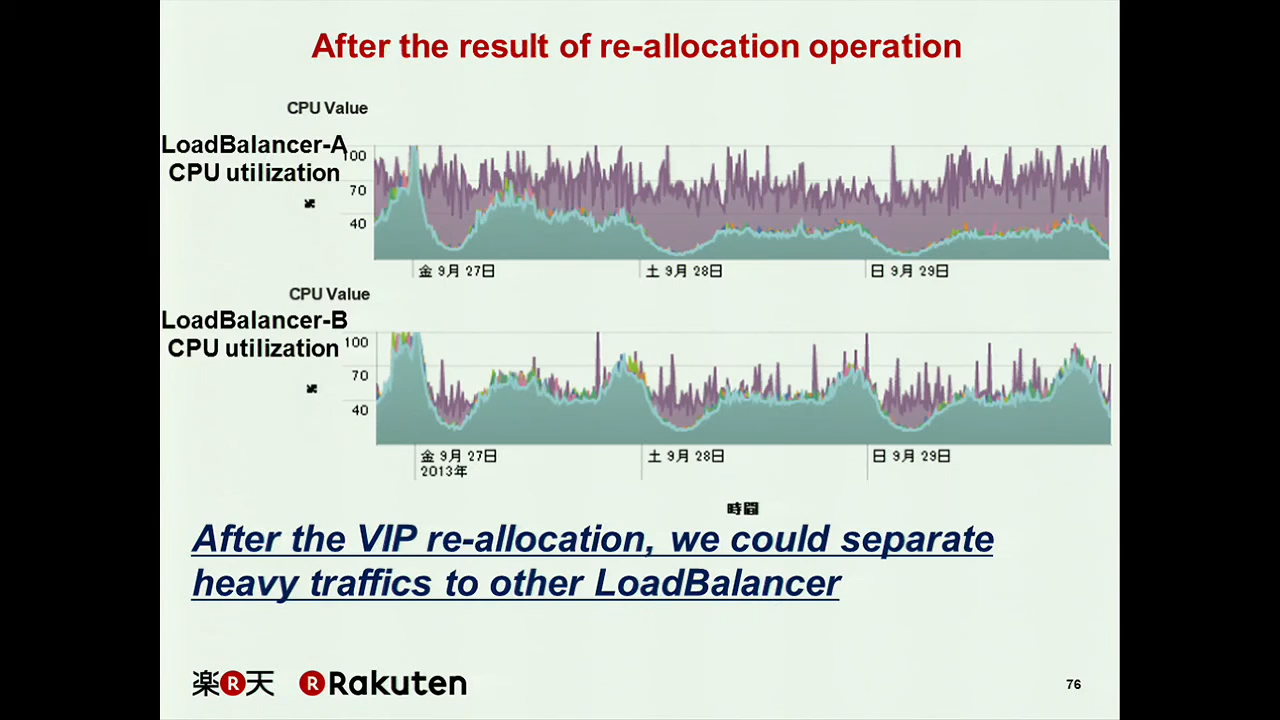 After the result of re-allocation operation
CPU Value
LoadBalancer-A
CPU utilization
100
70
40
金 9月 27日
土 9月 28日
日 9月 29日
CPU Value
LoadBalancer-B
CPU utilization
100
70
40
金 9月 27日
土 9月 28日
日 9月 29日
2013年
時間
After the VIP re-allocation, we could separate
heavy traffics to other LoadBalancer
楽R天
R Rakuten
76